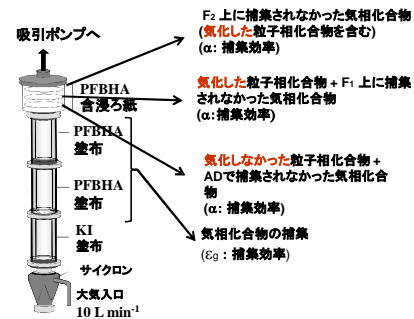 吸引ポンプへ
PFBHA
含浸ろ紙
PFBHA
塗布
PFBHA
塗布
KI
塗布
サイクロン
大気入口
10 L min-1
F2 上に捕集されなかった気相化合物
(気化した粒子相化合物を含む)
(α: 捕集効率)
気化した粒子相化合物 + F1 上に捕集
されなかった気相化合物
(α:捕集効率)
気化しなかった粒子相化合物 +
ADで捕集されなかった気相化合
物
(α: 捕集効率)
気相化合物の捕集
(εg : 捕集効率)